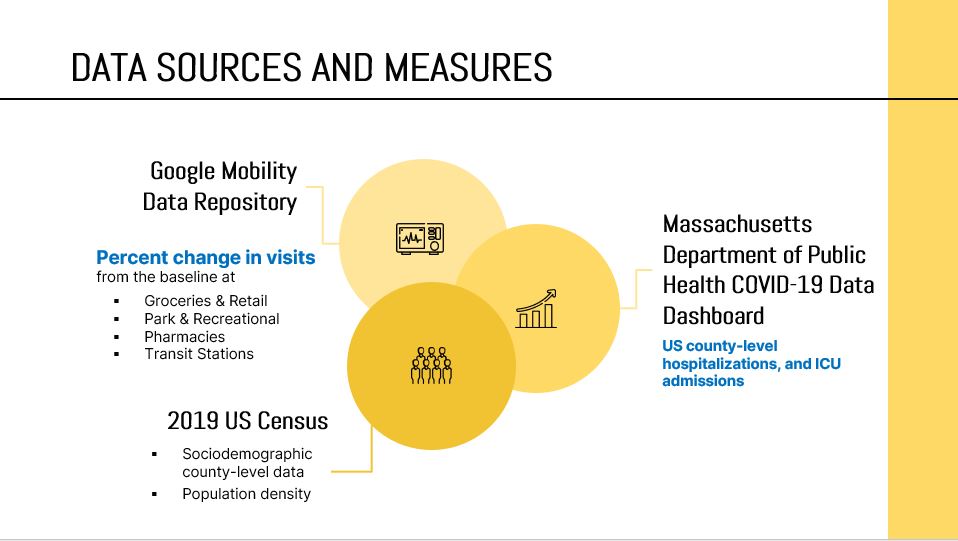 DATA SOURCES AND MEASURES
Google Mobility
Data Repository
Percent change in visits
from the baseline at
▪ Groceries & Retail
▪ Park & Recreational
▪ Pharmacies
▪ Transit Stations
2019 US Census
▪ Sociodemographic
county-level data
▪ Population density
Massachusetts
Department of Public
Health COVID-19 Data
Dashboard
US county-level
hospitalizations, and ICU
admissions